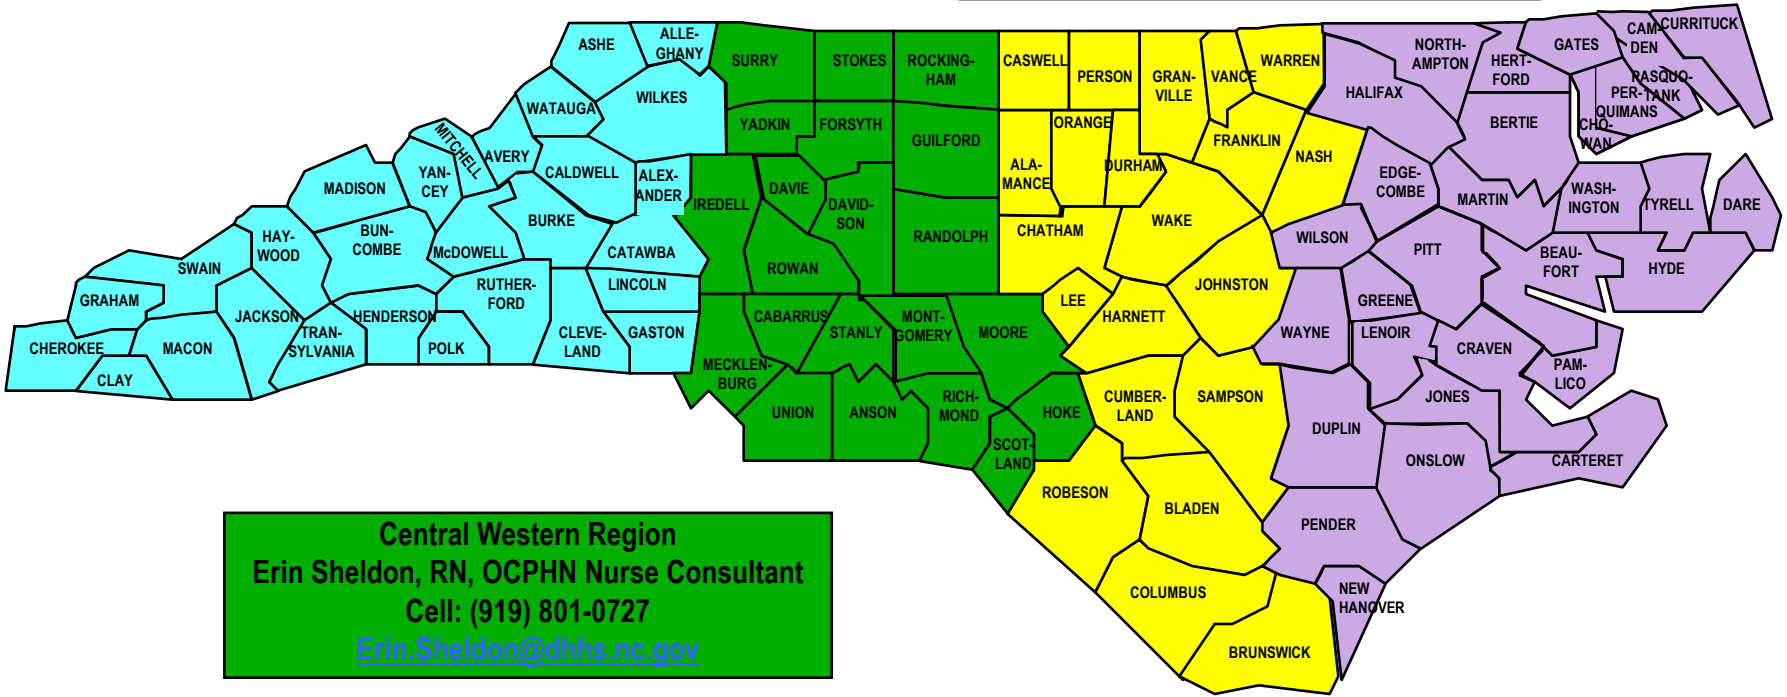 ASHE
ALLE-
GHANY
SURRY
STOKES
ROCKING-
HAM
CASWELL
PERSON
GRAN-
VILLE
VANCE
WARREN
NORTH-
AMPTON
HERT-
FORD
GATES
CAM-
DEN
CURRITUCK
WATAUGA
WILKES
YADKIN
FORSYTH
GUILFORD
ORANGE
FRANKLIN
HALIFAX
BERTIE
PASQUO-
TANK
PER-
QUIMANS
CHO-
WAN
MITCHELL
AVERY
YAN-
CEY
MADISON
CALDWELL
ALEX-
ANDER
IREDELL
DAVIE
DAVID-
SON
ALA-
MANCE
DURHAM
NASH
EDGE-
COMBE
MARTIN
WASH-
INGTON
TYRELL
DARE
HAY-
WOOD
BUN-
COMBE
McDOWELL
BURKE
CATAWBA
ROWAN
RANDOLPH
CHATHAM
WAKE
WILSON
PITT
BEAU-
FORT
HYDE
SWAIN
GRAHAM
JACKSON
HENDERSON
RUTHER-
FORD
LINCOLN
CABARRUS
STANLY
MONT-
GOMERY
MOORE
LEE
HARNETT
JOHNSTON
GREENE
WAYNE
LENOIR
CRAVEN
PAM-
LICO
CHEROKEE
CLAY
MACON
TRAN-
SYLVANIA
POLK
CLEVE-
LAND
GASTON
MECKLEN-
BURG
UNION
ANSON
RICH-
MOND
SCOT-
LAND
HOKE
CUMBER-
LAND
SAMPSON
DUPLIN
JONES
ONSLOW
CARTERET
ROBESON
BLADEN
PENDER
COLUMBUS
NEW
HANOVER
BRUNSWICK
Central Western Region
Erin Sheldon, RN, OCPHN Nurse Consultant
Cell: (919) 801-0727
Erin.Sheldon@dhhs.nc.gov